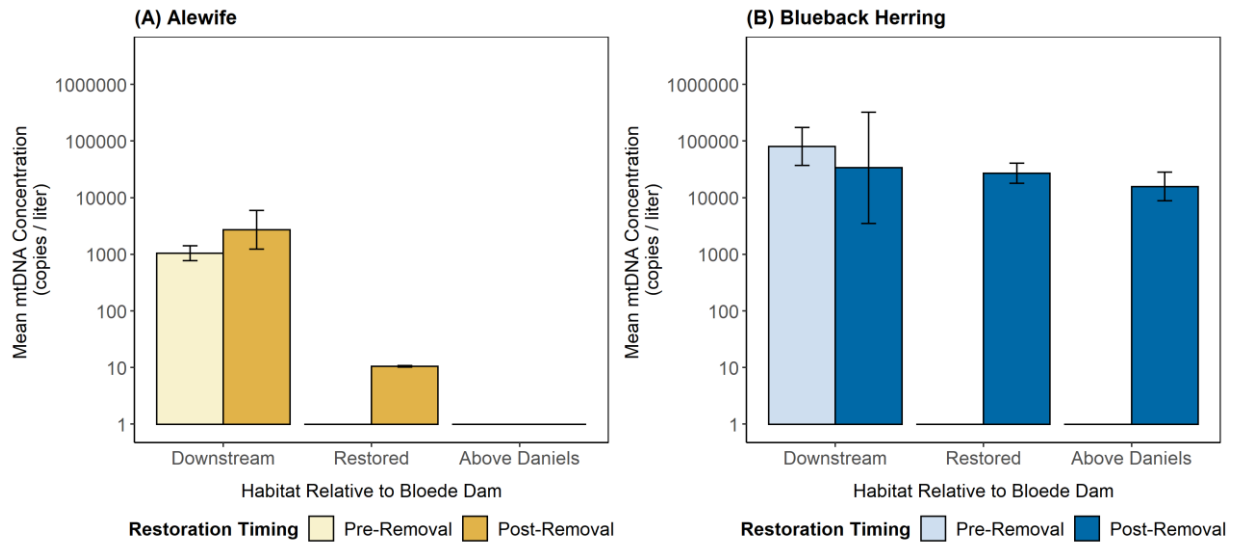 (A) Alewife
Mean mtDNA Concentration
(copies / liter)
1000000
100000
10000
1000
100
10
1
Downstream Restored Above Daniels
Habitat Relative to Bloede Dam
Restoration Timing Pre-Removal Post-Removal
(B) Blueback Herring
Mean mtDNA Concentration
(copies / liter)
1000000
100000
10000
1000
100
10
1
Downstream Restored Above Daniels
Habitat Relative to Bloede Dam
Restoration Timing Pre-Removal Post-Removal